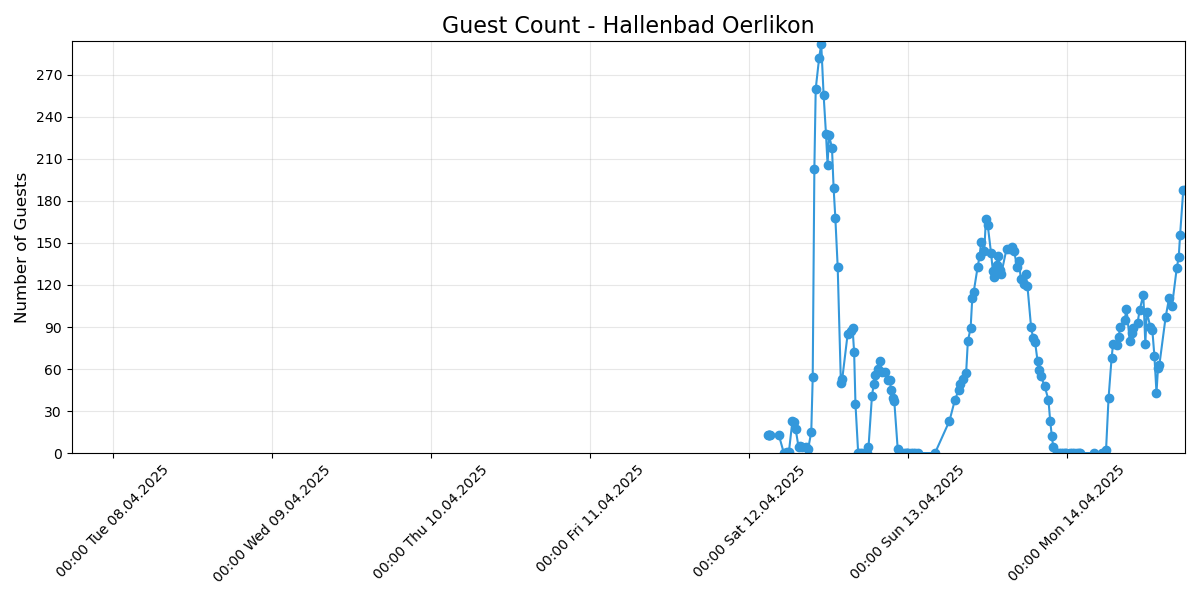 Guest Count - Hallenbad Oerlikon
Number of Guests
270
240
210
180
150
120
90
60
30
0
00:00 Tue 08.04.2025
00:00 Wed 09.04.2025
00:00 Thu 10.04.2025
00:00 Fri 11.04.2025
00:00 Sat 12.04.2025
00:00 Sun 13.04.2025
00:00 Mon 14.04.2025